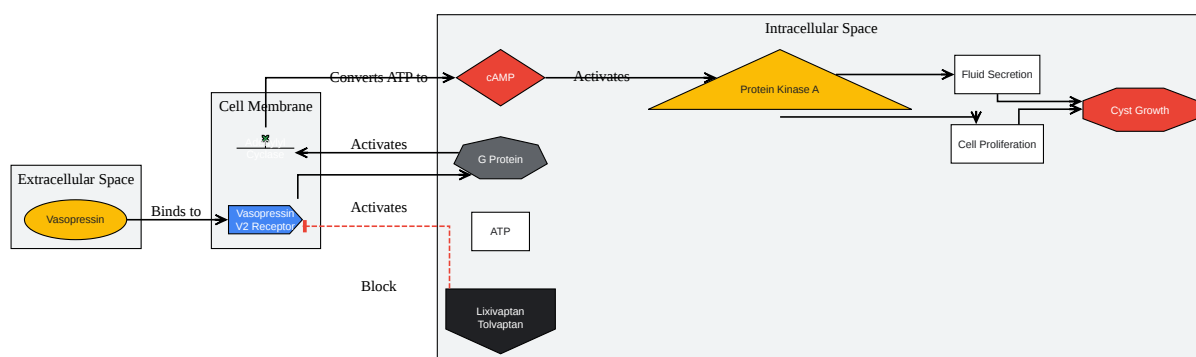 Intracellular Space
Converts ATP to
cAMP
Activates
Protein Kinase A
Fluid Secretion
Cyst Growth
Cell Membrane
Activates
G Protein
Cell Proliferation
Extracellular Space
Vasopressin
Binds to
Vasopressin
V2 Receptor
Activates
ATP
Block
Lixivaptan
Tolvaptan